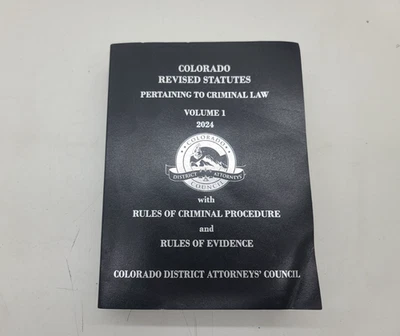 COLORADO
REVISED STATUTES
PERTAINING TO CRIMINAL LAW
VOLUME 1
2024
COLORADO
DISTRICT ATTORNEYS'
COUNCIL
with
RULES OF CRIMINAL PROCEDURE
and
RULES OF EVIDENCE
COLORADO DISTRICT ATTORNEYS' COUNCIL